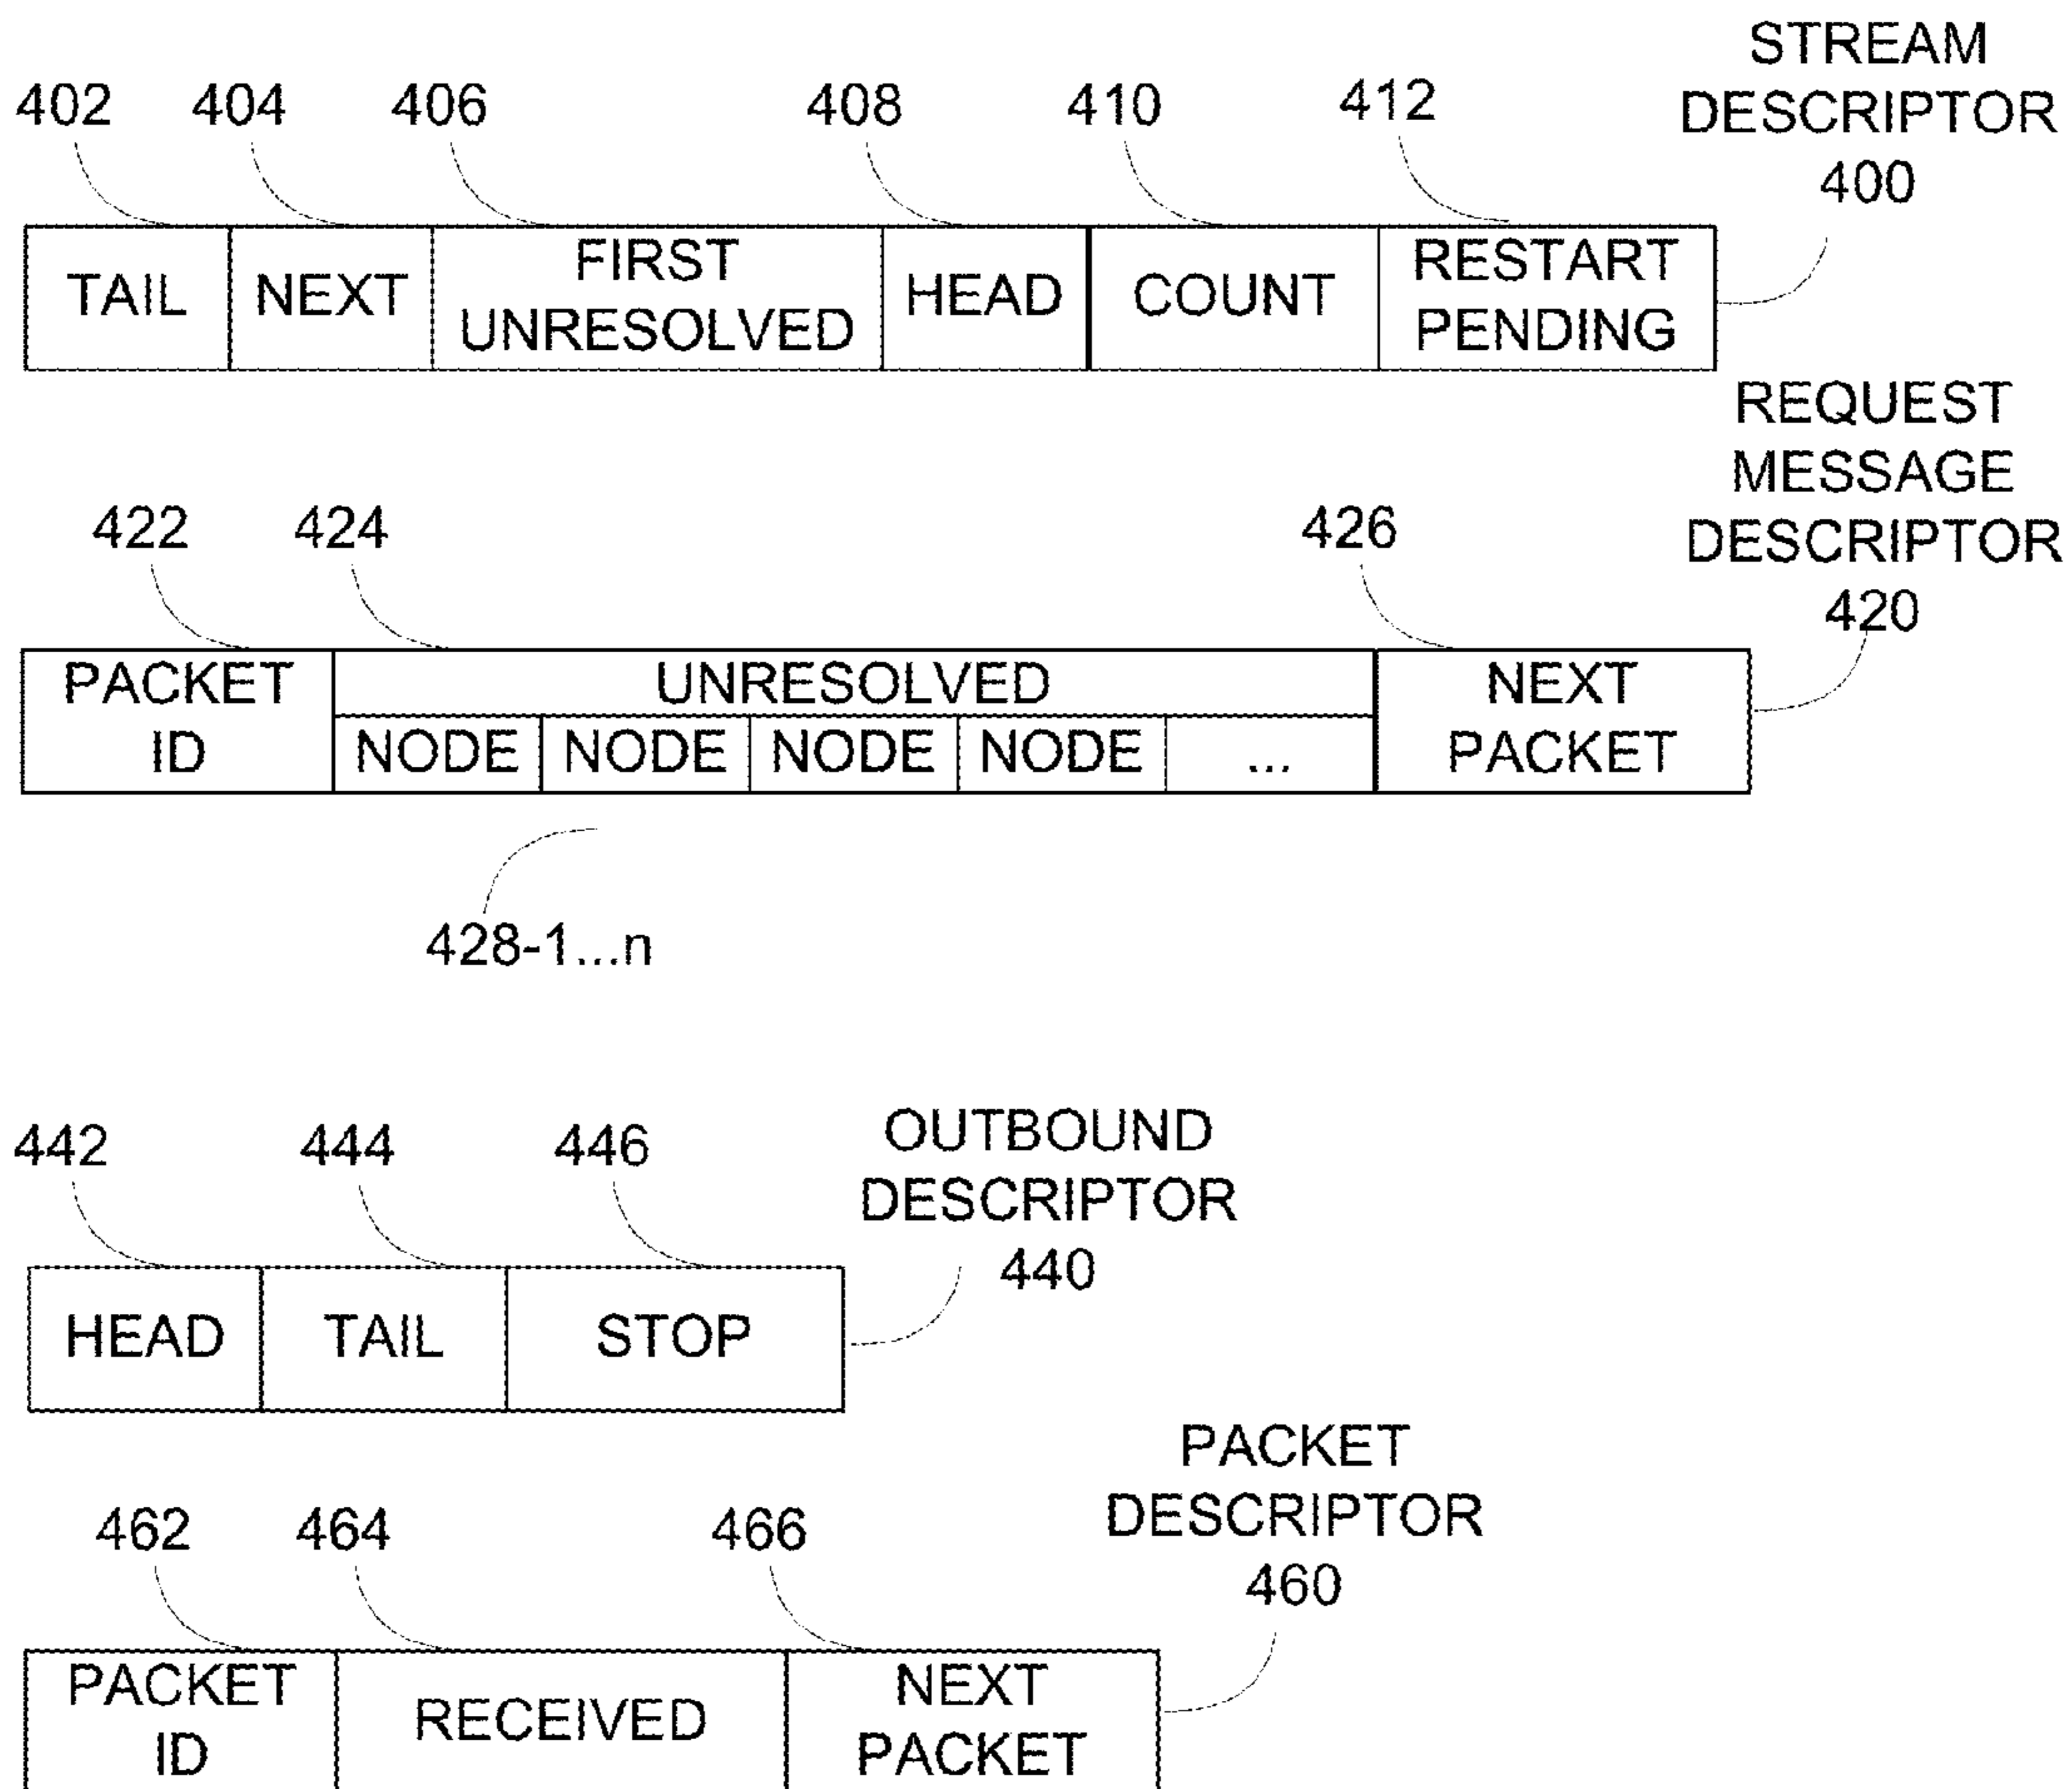 STREAM
DESCRIPTOR
400
402 404 406 408 410 412
TAIL NEXT FIRST UNRESOLVED HEAD COUNT RESTART PENDING
REQUEST
MESSAGE
DESCRIPTOR
420
422 424 426
PACKET ID UNRESOLVED NEXT PACKET
NODE NODE NODE NODE ...
428-1...n
OUTBOUND
DESCRIPTOR
440
442 444 446
HEAD TAIL STOP
PACKET
DESCRIPTOR
460
462 464 466
PACKET ID RECEIVED NEXT PACKET